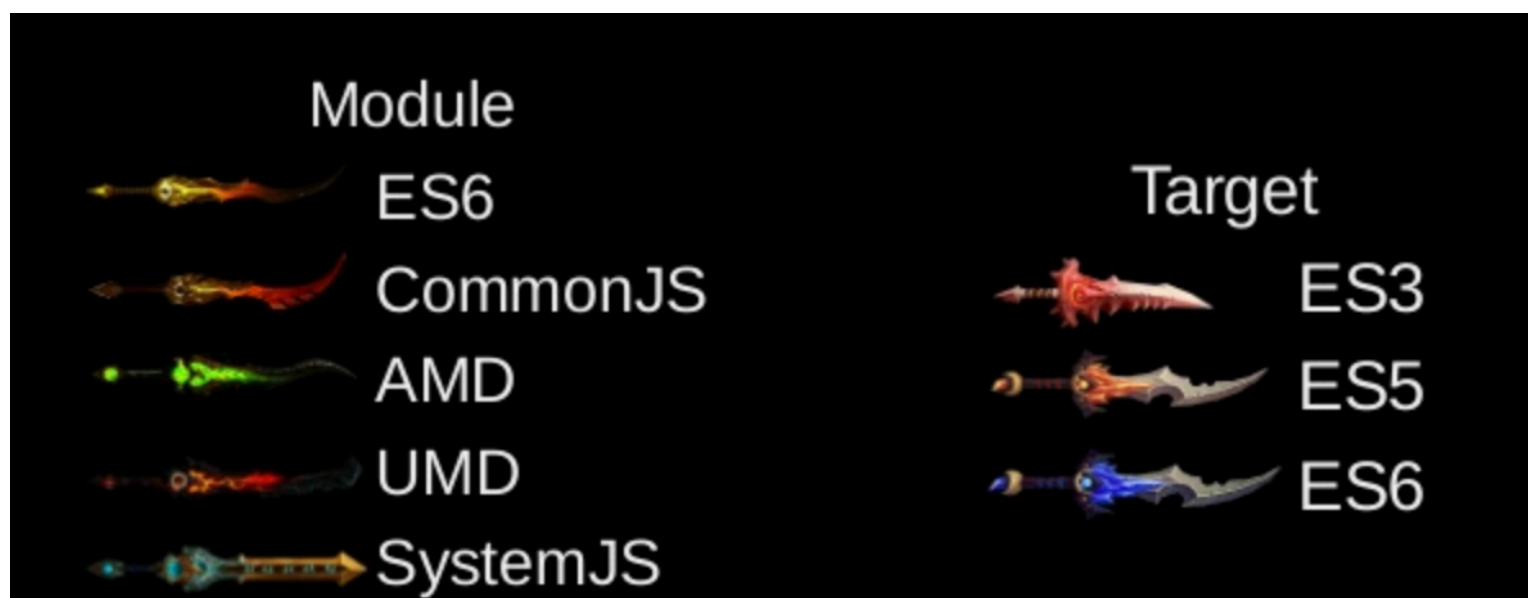 Module
ES6
CommonJS
AMD
UMD
SystemJS
Target
ES3
ES5
ES6